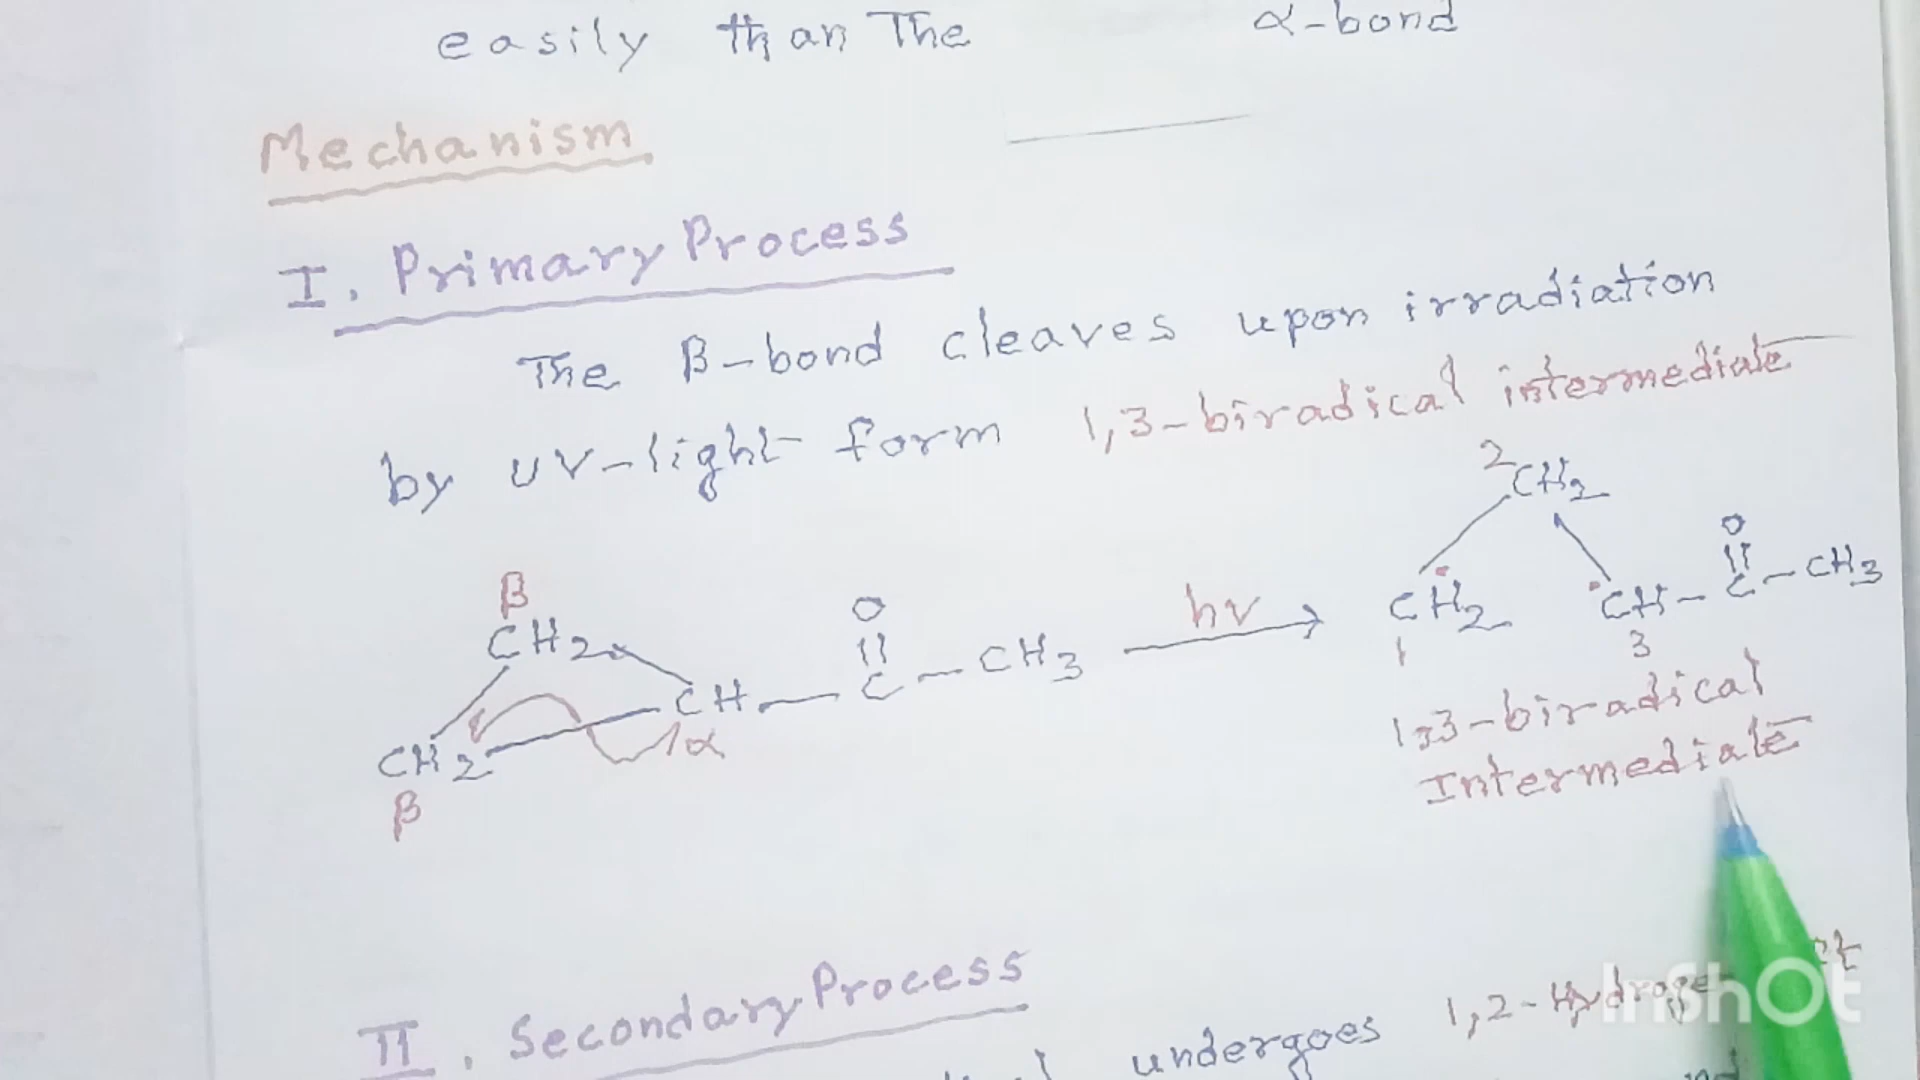 easily than The α-bond
Mechanism
I. Primary Process
The β-bond cleaves upon irradiation
by UV-light form 1,3-biradical intermediate
2
CH2
β
O
O
CH2
hν
CH2
CH - C - CH3
CH - C - CH3
1
3
CH2
α
β
1,3-biradical
Intermediate
II. Secondary Process
undergoes 1,2-Hydroge
InShOt